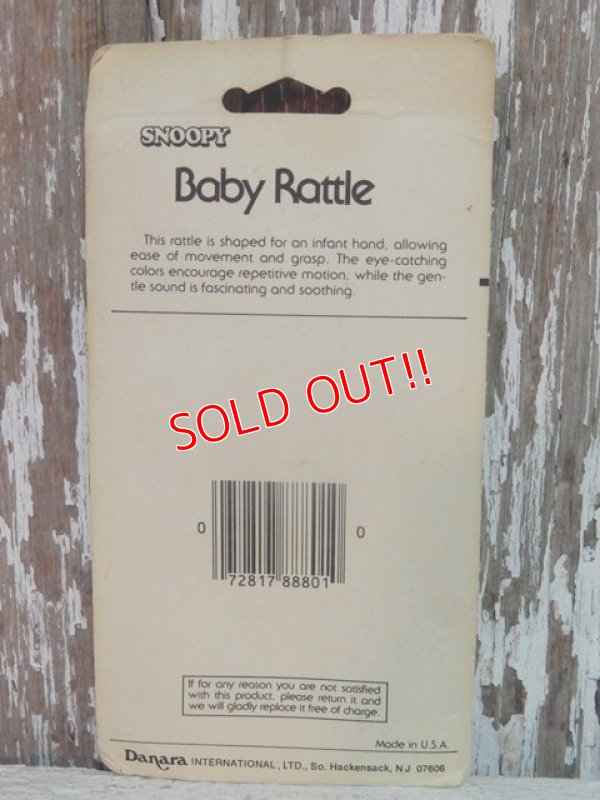 SNOOPY
Baby Rattle
This rattle is shaped for an infant hand, allowing
ease of movement and grasp. The eye-catching
colors encourage repetitive motion, while the gen-
tle sound is fascinating and soothing.
SOLD OUT!!
0 72817 88801 0
If for any reason you are not satisfied
with this product, please return it and
we will gladly replace it free of charge.
Made in U.S.A.
Danara INTERNATIONAL, LTD., So. Hackensack, NJ 07606